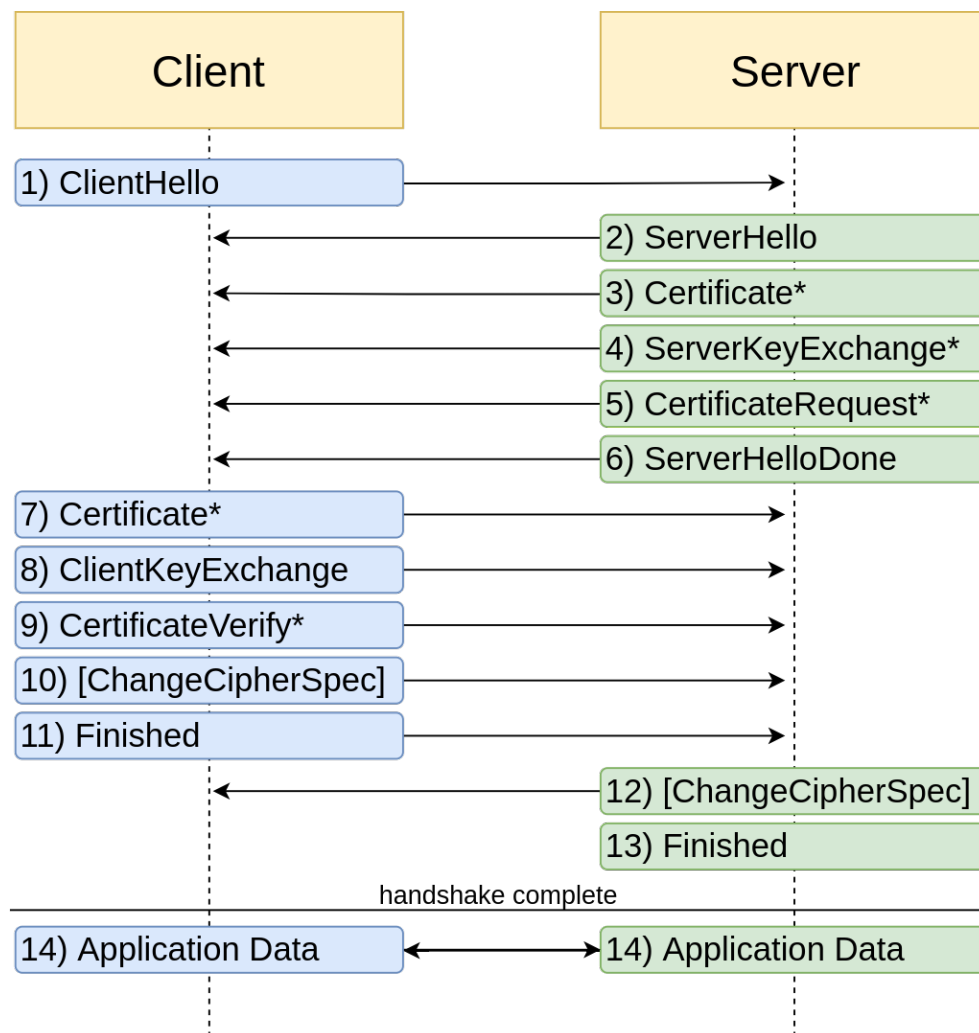 Client
Server
1) ClientHello
2) ServerHello
3) Certificate*
4) ServerKeyExchange*
5) CertificateRequest*
6) ServerHelloDone
7) Certificate*
8) ClientKeyExchange
9) CertificateVerify*
10) [ChangeCipherSpec]
11) Finished
12) [ChangeCipherSpec]
13) Finished
handshake complete
14) Application Data
14) Application Data